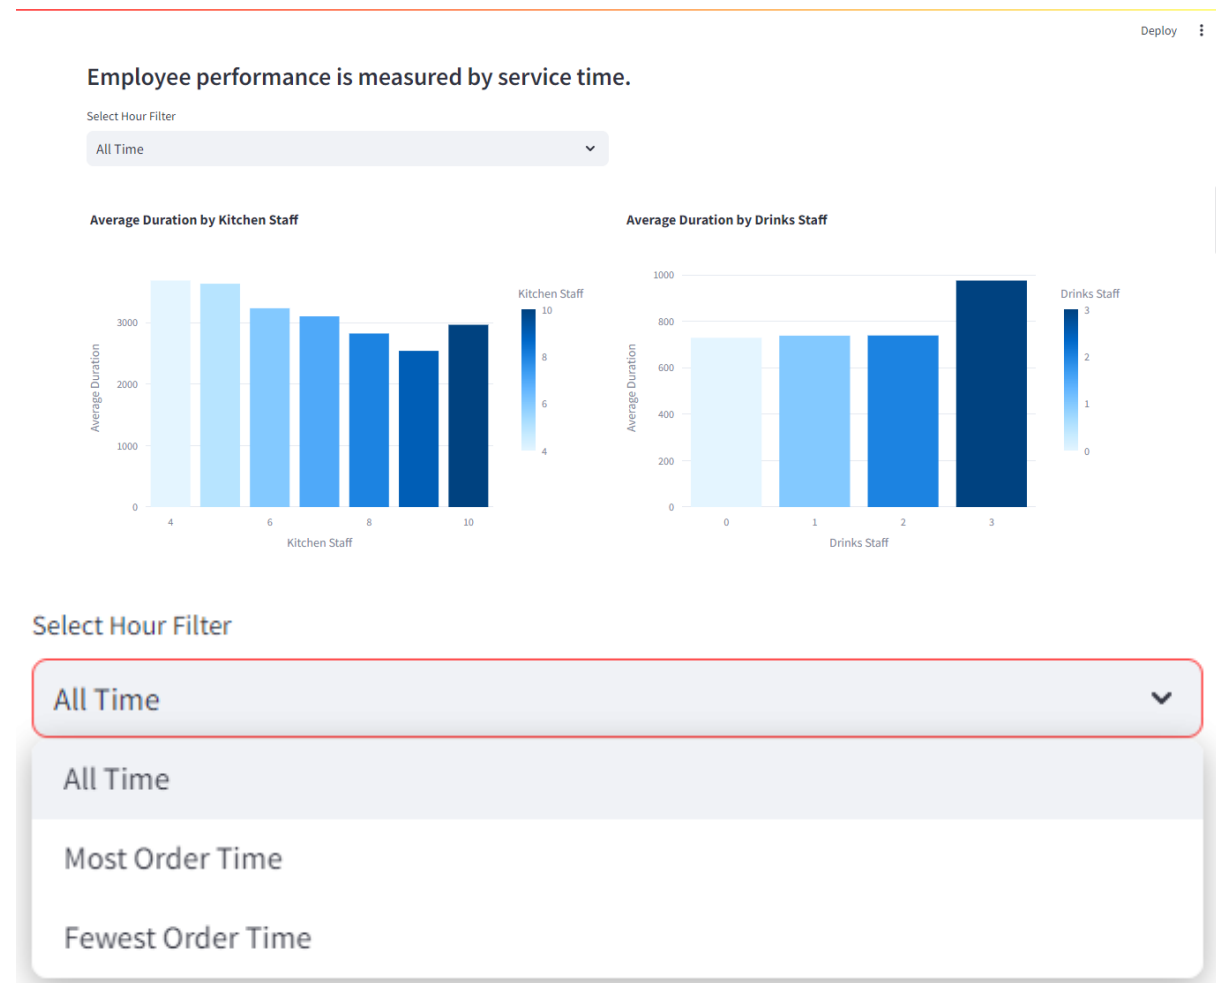 Deploy
Employee performance is measured by service time.
Select Hour Filter
All Time
Average Duration by Kitchen Staff
Average Duration by Drinks Staff
Kitchen Staff
10
8
6
4
3000
2000
1000
0
Average Duration
4
6
8
10
Kitchen Staff
1000
800
600
400
200
0
Average Duration
Drinks Staff
3
2
1
0
0
1
2
3
Drinks Staff
Select Hour Filter
All Time
All Time
Most Order Time
Fewest Order Time